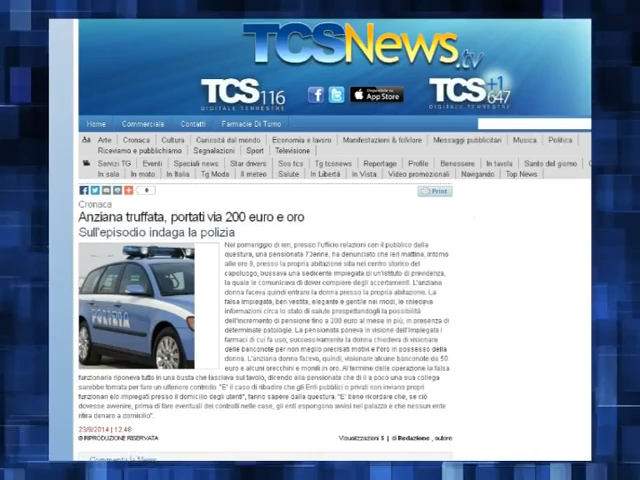 TCSNews.tv
TCS 116
DIGITALE TERRESTRE
App Store
TCS +1 647
DIGITALE TERRESTRE
Home Commerciale Contatti Farmacie Di Turno
Arte Cronaca Cultura Curiosità dal mondo Economia e lavoro Manifestazioni & folklore Messaggi pubblicitari Musica Politica
Riceviamo e pubblichiamo Segnalazioni Sport Televisione
Servizi TG Eventi Speciali news Star drivers Sos tcs Tg tcsnews Reportage Profile Benessere In tavola Santo del giorno
In sala In moto In Italia Tg Moda Il meteo Salute In Libertà In Vista Video promozionali Navigando Top News
0
Print
Cronaca
Anziana truffata, portati via 200 euro e oro
Sull'episodio indaga la polizia
POLIZIA
Nel pomeriggio di ieri, presso l'ufficio relazioni con il pubblico della
questura, una pensionata 73enne, ha denunciato che ieri mattina, intorno
alle 9, presso la propria abitazione sita nel centro storico del
capoluogo, bussava una sedicente impiegata di un'istituto di previdenza,
la quale le comunicava di dover compiere degli accertamenti. L'anziana
donna faceva quindi entrare la donna presso la propria abitazione. La
falsa impiegata, ben vestita, elegante e gentile nei modi, le chiedeva
informazioni circa lo stato di salute prospettandogli la possibilità
dell'incremento di pensione fino a 200 euro al mese in più, in presenza di
determinate patologie. La pensionata poneva in visione dell'impiegata i
farmaci di cui fa uso; successivamente la donna chiedeva di visionare
delle banconote per non meglio precisati motivi e l'oro in possesso della
donna. L'anziana donna faceva, quindi, visionare alcune banconote da 50
euro e alcuni orecchini e monili in oro. Al termine delle operazione la falsa
funzionaria riponeva tutto in una busta che lasciava sul tavolo, dicendo alla pensionata che di lì a poco una sua collega
sarebbe tornata per fare un ulteriore controllo. "E' il caso di ribadire che gli Enti pubblici o privati non inviano propri
funzionari e/o impiegati presso il domicilio degli utenti", fanno sapere dalla questura. "E' bene ricordare che, se ciò
dovesse avvenire, prima di fare eventuali dei controlli nelle case, gli enti espongono avvisi nel palazzo e che nessun ente
ritira denaro a domicilio".
23/8/2014 | 12:48
® RIPRODUZIONE RISERVATA
Visualizzazioni 5 | di Redazione , autore
Commenta la News